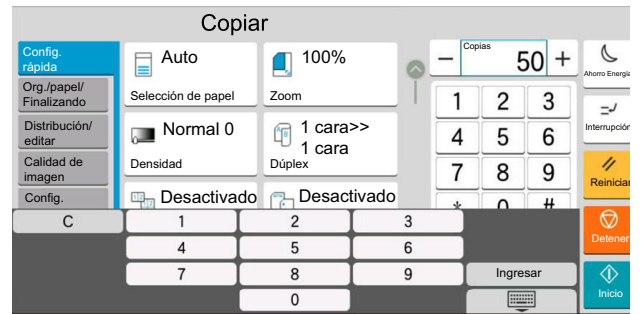 Copiar
Config.
rápida
Org./papel/
Finalizando
Distribución/
editar
Calidad de
imagen
Config.
Auto
Selección de papel
100%
Zoom
Normal 0
Densidad
1 cara>>
1 cara
Dúplex
Desactivado
Desactivado
Copias
− 50 +
1 2 3
4 5 6
7 8 9
* 0 #
Ahorro Energía
Interrupción
Reiniciar
Detener
Inicio
C 1 2 3
4 5 6
7 8 9 Ingresar
0